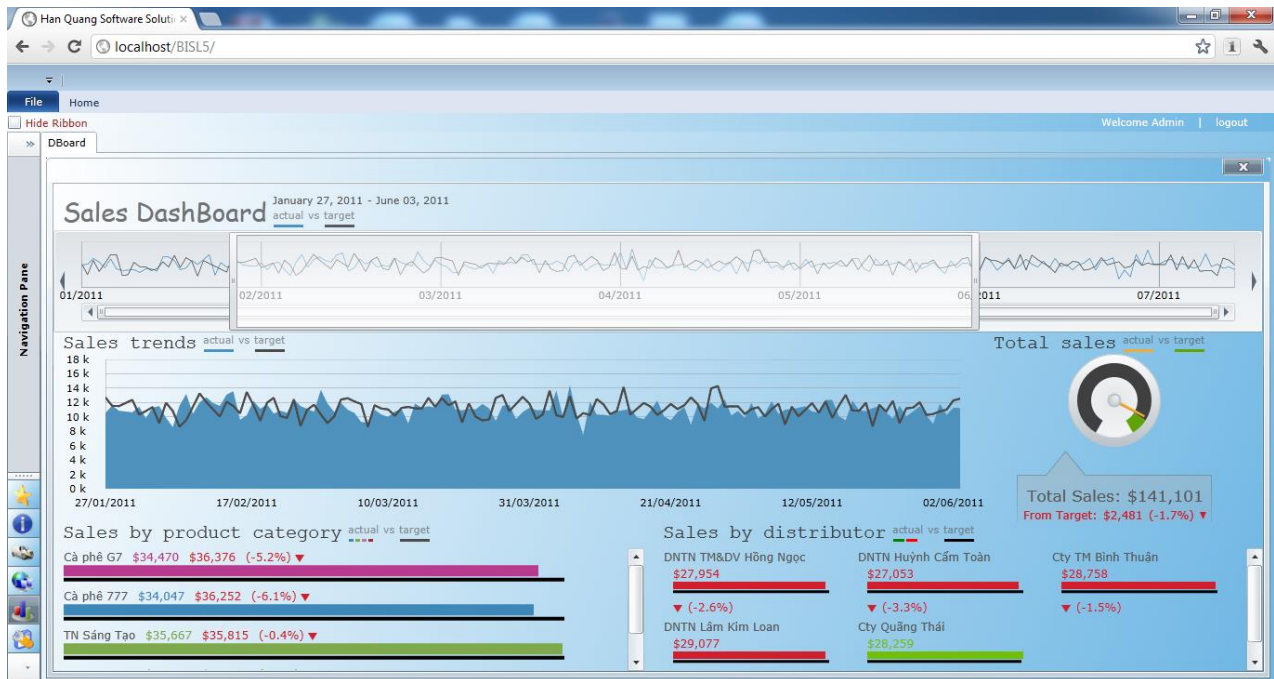 Han Quang Software Soluti
localhost/BISL5/
File Home
Hide Ribbon
Welcome Admin | logout
DBoard
Navigation Pane
Sales DashBoard
January 27, 2011 - June 03, 2011
actual vs target
01/2011 02/2011 03/2011 04/2011 05/2011 06/2011 07/2011
Sales trends actual vs target
18 k
16 k
14 k
12 k
10 k
8 k
6 k
4 k
2 k
0 k
27/01/2011 17/02/2011 10/03/2011 31/03/2011 21/04/2011 12/05/2011 02/06/2011
Total sales actual vs target
Total Sales: $141,101
From Target: $2,481 (-1.7%) ▼
Sales by product category actual vs target
Cà phê G7 $34,470 $36,376 (-5.2%) ▼
Cà phê 777 $34,047 $36,252 (-6.1%) ▼
TN Sáng Tạo $35,667 $35,815 (-0.4%) ▼
Sales by distributor actual vs target
DNTN TM&DV Hồng Ngọc DNTN Huỳnh Cẩm Toàn Cty TM Bình Thuận
$27,954 $27,053 $28,758
▼ (-2.6%) ▼ (-3.3%) ▼ (-1.5%)
DNTN Lâm Kim Loan Cty Quãng Thái
$29,077 $28,259